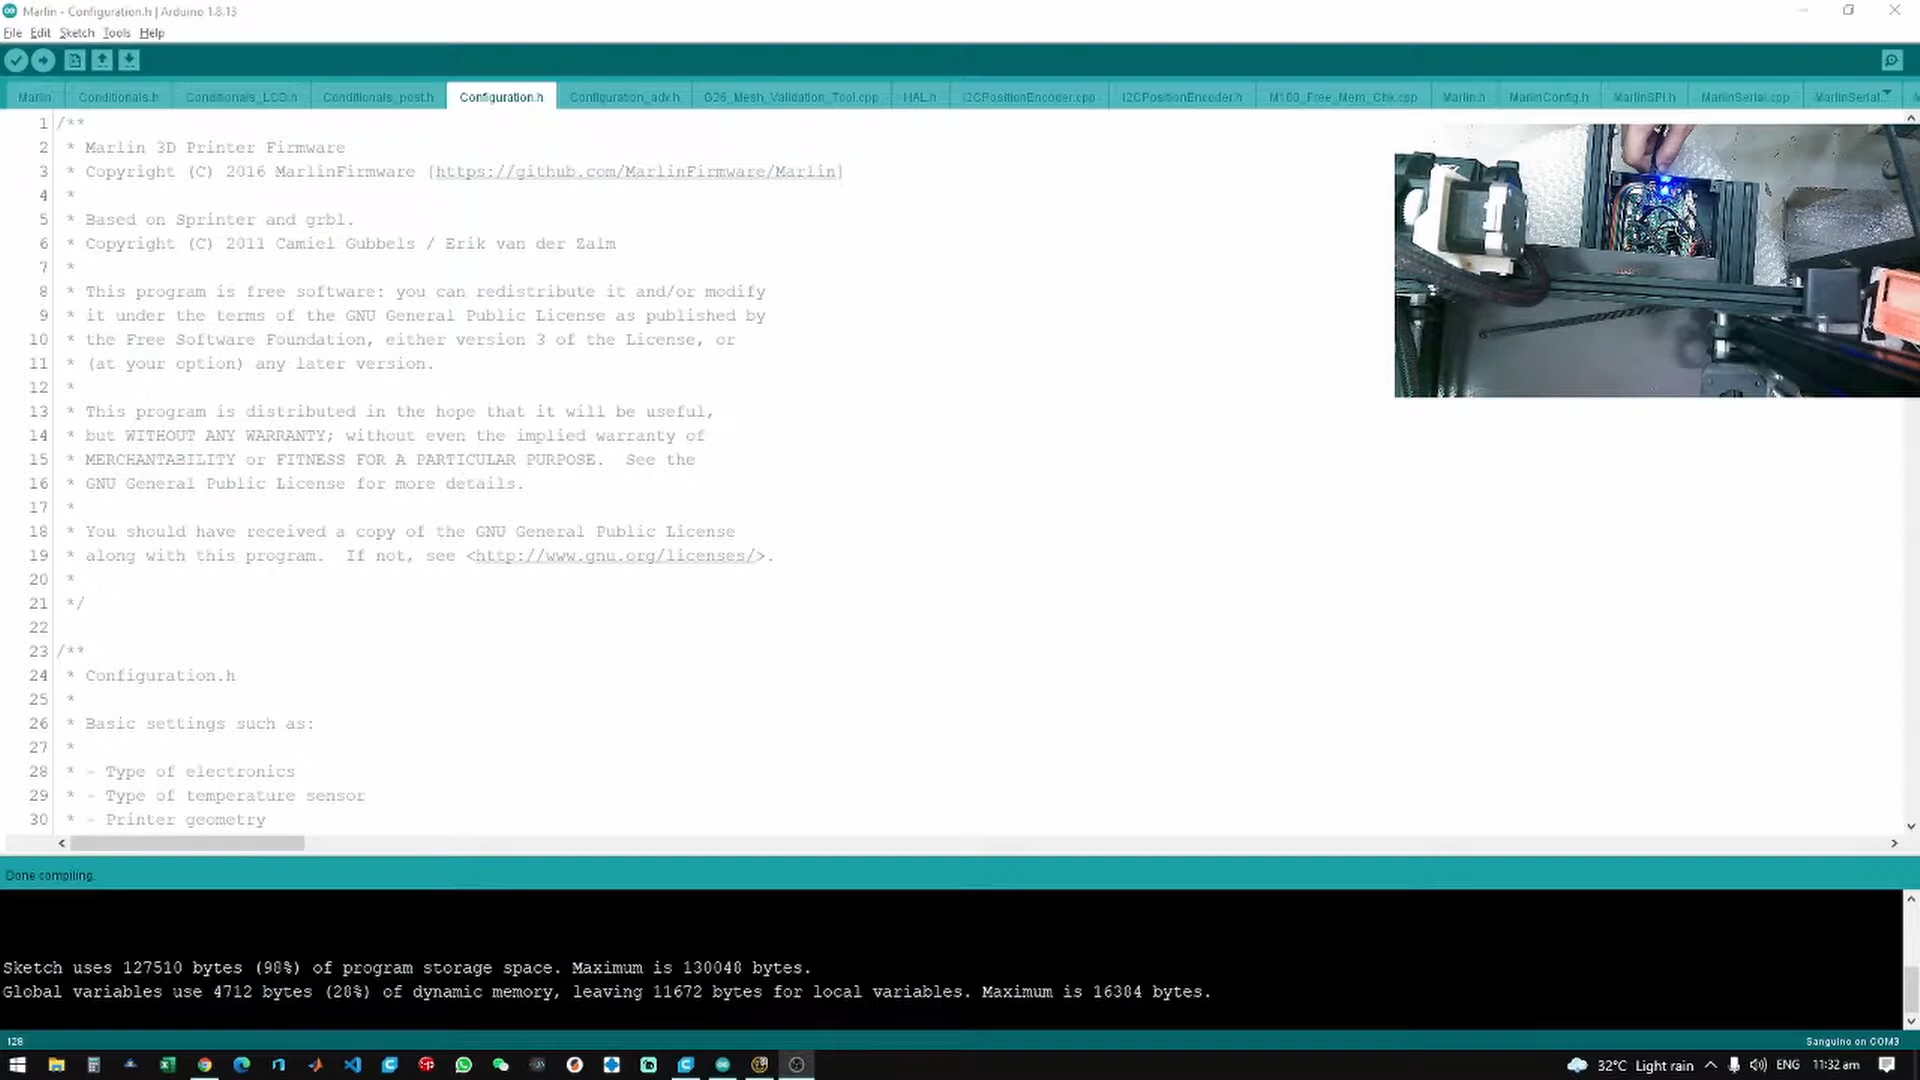 Marlin - Configuration.h | Arduino 1.8.13
File Edit Sketch Tools Help
Marlin Conditionals.h Conditionals_LCD.h Conditionals_post.h Configuration.h Configuration_adv.h G26_Mesh_Validation_Tool.cpp HAL.h I2CPositionEncoder.cpp I2CPositionEncoder.h M100_Free_Mem_Chk.cpp Marlin.h MarlinConfig.h MarlinSPI.h MarlinSerial.cpp MarlinSerial...
1 /**
2 * Marlin 3D Printer Firmware
3 * Copyright (C) 2016 MarlinFirmware [https://github.com/MarlinFirmware/Marlin]
4 *
5 * Based on Sprinter and grbl.
6 * Copyright (C) 2011 Camiel Gubbels / Erik van der Zalm
7 *
8 * This program is free software: you can redistribute it and/or modify
9 * it under the terms of the GNU General Public License as published by
10 * the Free Software Foundation, either version 3 of the License, or
11 * (at your option) any later version.
12 *
13 * This program is distributed in the hope that it will be useful,
14 * but WITHOUT ANY WARRANTY; without even the implied warranty of
15 * MERCHANTABILITY or FITNESS FOR A PARTICULAR PURPOSE.  See the
16 * GNU General Public License for more details.
17 *
18 * You should have received a copy of the GNU General Public License
19 * along with this program.  If not, see <http://www.gnu.org/licenses/>.
20 *
21 */
22
23 /**
24 * Configuration.h
25 *
26 * Basic settings such as:
27 *
28 * - Type of electronics
29 * - Type of temperature sensor
30 * - Printer geometry
Done compiling.
Sketch uses 127510 bytes (98%) of program storage space. Maximum is 130048 bytes.
Global variables use 4712 bytes (28%) of dynamic memory, leaving 11672 bytes for local variables. Maximum is 16384 bytes.
128
Sanguino on COM3
32°C Light rain ENG 11:32 am